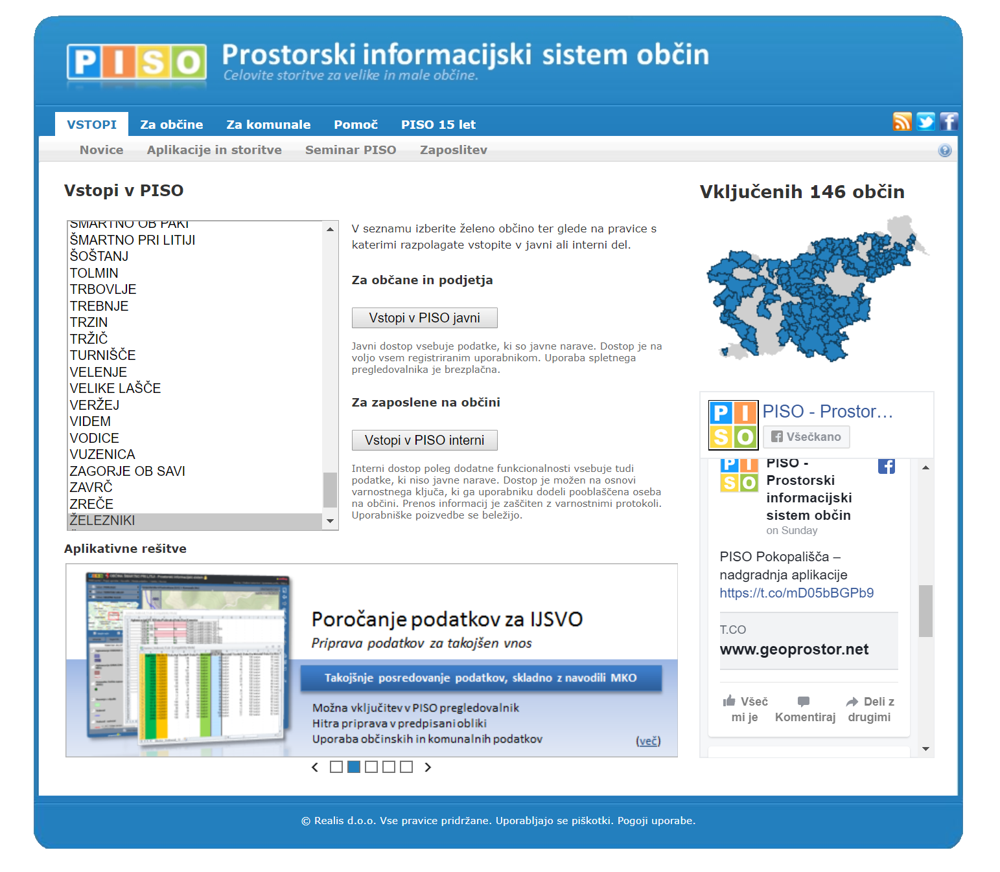 PISO
Prostorski informacijski sistem občin
Celovite storitve za velike in male občine.
VSTOPI
Za občine
Za komunale
Pomoč
PISO 15 let
Novice
Aplikacije in storitve
Seminar PISO
Zaposlitev
Vstopi v PISO
ŠMARTNO OB PAKI
ŠMARTNO PRI LITIJI
ŠOŠTANJ
TOLMIN
TRBOVLJE
TREBNJE
TRZIN
TRŽIČ
TURNIŠČE
VELENJE
VELIKE LAŠČE
VERŽEJ
VIDEM
VODICE
VUZENICA
ZAGORJE OB SAVI
ZAVRČ
ZREČE
ŽELEZNIKI
V seznamu izberite želeno občino ter glede na pravice s
katerimi razpolagate vstopite v javni ali interni del.
Za občane in podjetja
Vstopi v PISO javni
Javni dostop vsebuje podatke, ki so javne narave. Dostop je na
voljo vsem registriranim uporabnikom. Uporaba spletnega
pregledovalnika je brezplačna.
Za zaposlene na občini
Vstopi v PISO interni
Interni dostop poleg dodatne funkcionalnosti vsebuje tudi
podatke, ki niso javne narave. Dostop je možen na osnovi
varnostnega ključa, ki ga uporabniku dodeli pooblaščena oseba
na občini. Prenos informacij je zaščiten z varnostnimi protokoli.
Uporabniške poizvedbe se beležijo.
Aplikativne rešitve
Poročanje podatkov za IJSVO
Priprava podatkov za takojšen vnos
Takojšnje posredovanje podatkov, skladno z navodili MKO
Možna vključitev v PISO pregledovalnik
Hitra priprava v predpisani obliki
Uporaba občinskih in komunalnih podatkov
(več)
Vključenih 146 občin
PI
SO
PISO - Prostor…
Všečkano
PI
SO
PISO -
Prostorski
informacijski
sistem občin
on Sunday
PISO Pokopališča –
nadgradnja aplikacije
https://t.co/mD05bBGPb9
T.CO
www.geoprostor.net
Všeč
mi je
Komentiraj
Deli z
drugimi
© Realis d.o.o. Vse pravice pridržane. Uporabljajo se piškotki. Pogoji uporabe.